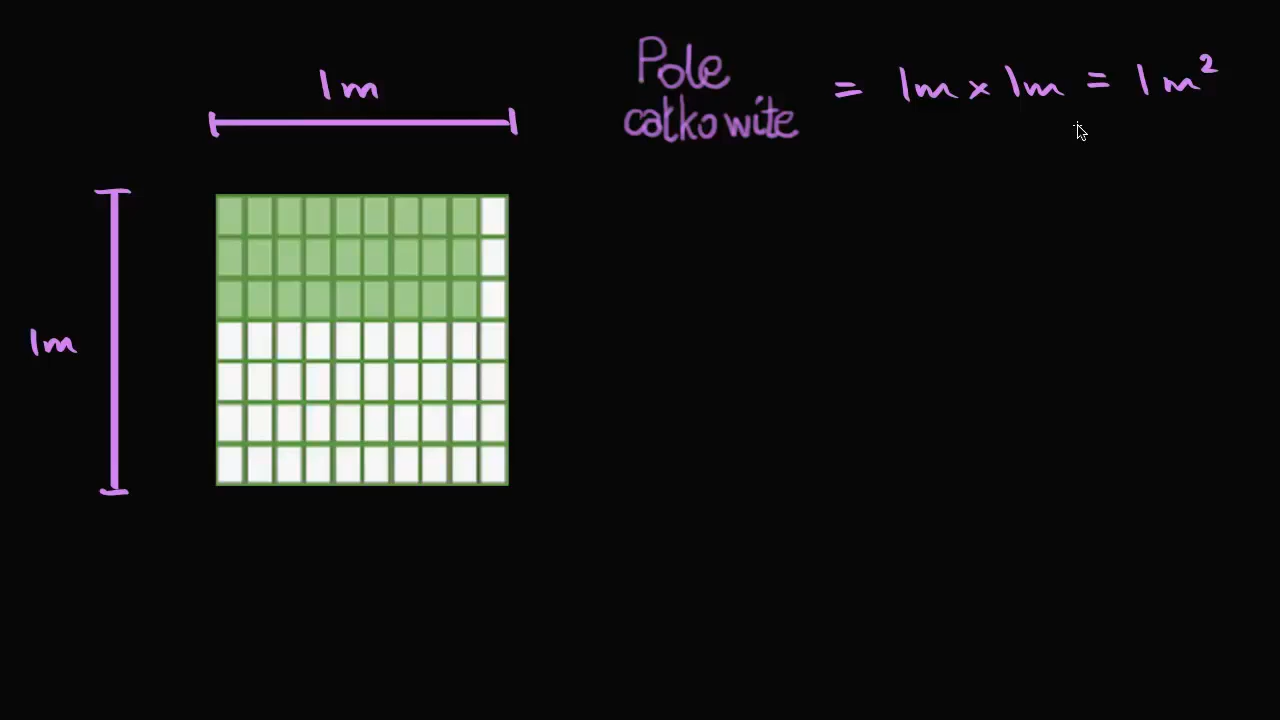 1m
Pole
całkowite
= 1m × 1m = 1m²
1m